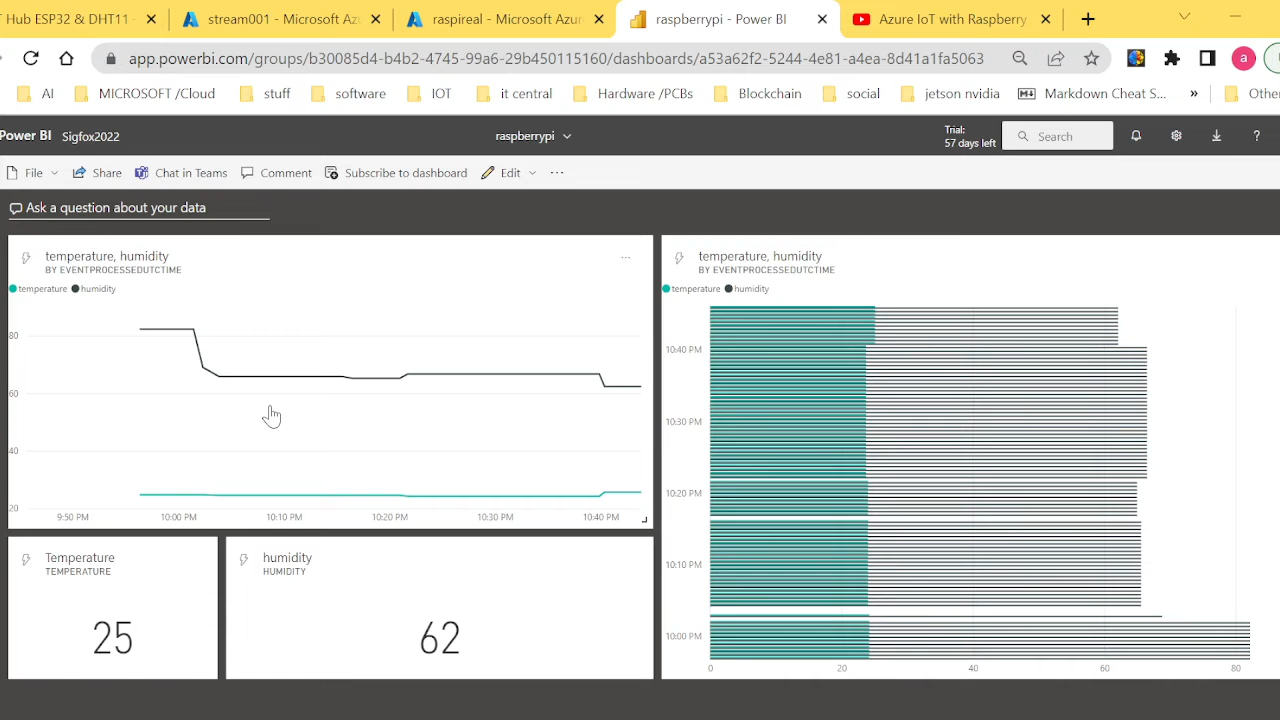 T Hub ESP32 & DHT11 -
stream001 - Microsoft Az
raspireal - Microsoft Azure
raspberrypi - Power BI
Azure IoT with Raspberry
app.powerbi.com/groups/b30085d4-b4b2-4745-99a6-29b450115160/dashboards/a53a62f2-5244-4e81-a4ea-8d41a1fa5063
a
AI
MICROSOFT /Cloud
stuff
software
IOT
it central
Hardware /PCBs
Blockchain
social
jetson nvidia
Markdown Cheat S...
»
Othe
Power BI
Sigfox2022
raspberrypi
Trial:
57 days left
Search
?
File
Share
Chat in Teams
Comment
Subscribe to dashboard
Edit
...
Ask a question about your data
temperature, humidity
BY EVENTPROCESSEDUTCTIME
...
temperature
humidity
80
60
40
20
9:50 PM
10:00 PM
10:10 PM
10:20 PM
10:30 PM
10:40 PM
temperature, humidity
BY EVENTPROCESSEDUTCTIME
temperature
humidity
10:40 PM
10:30 PM
10:20 PM
10:10 PM
10:00 PM
0
20
40
60
80
Temperature
TEMPERATURE
25
humidity
HUMIDITY
62